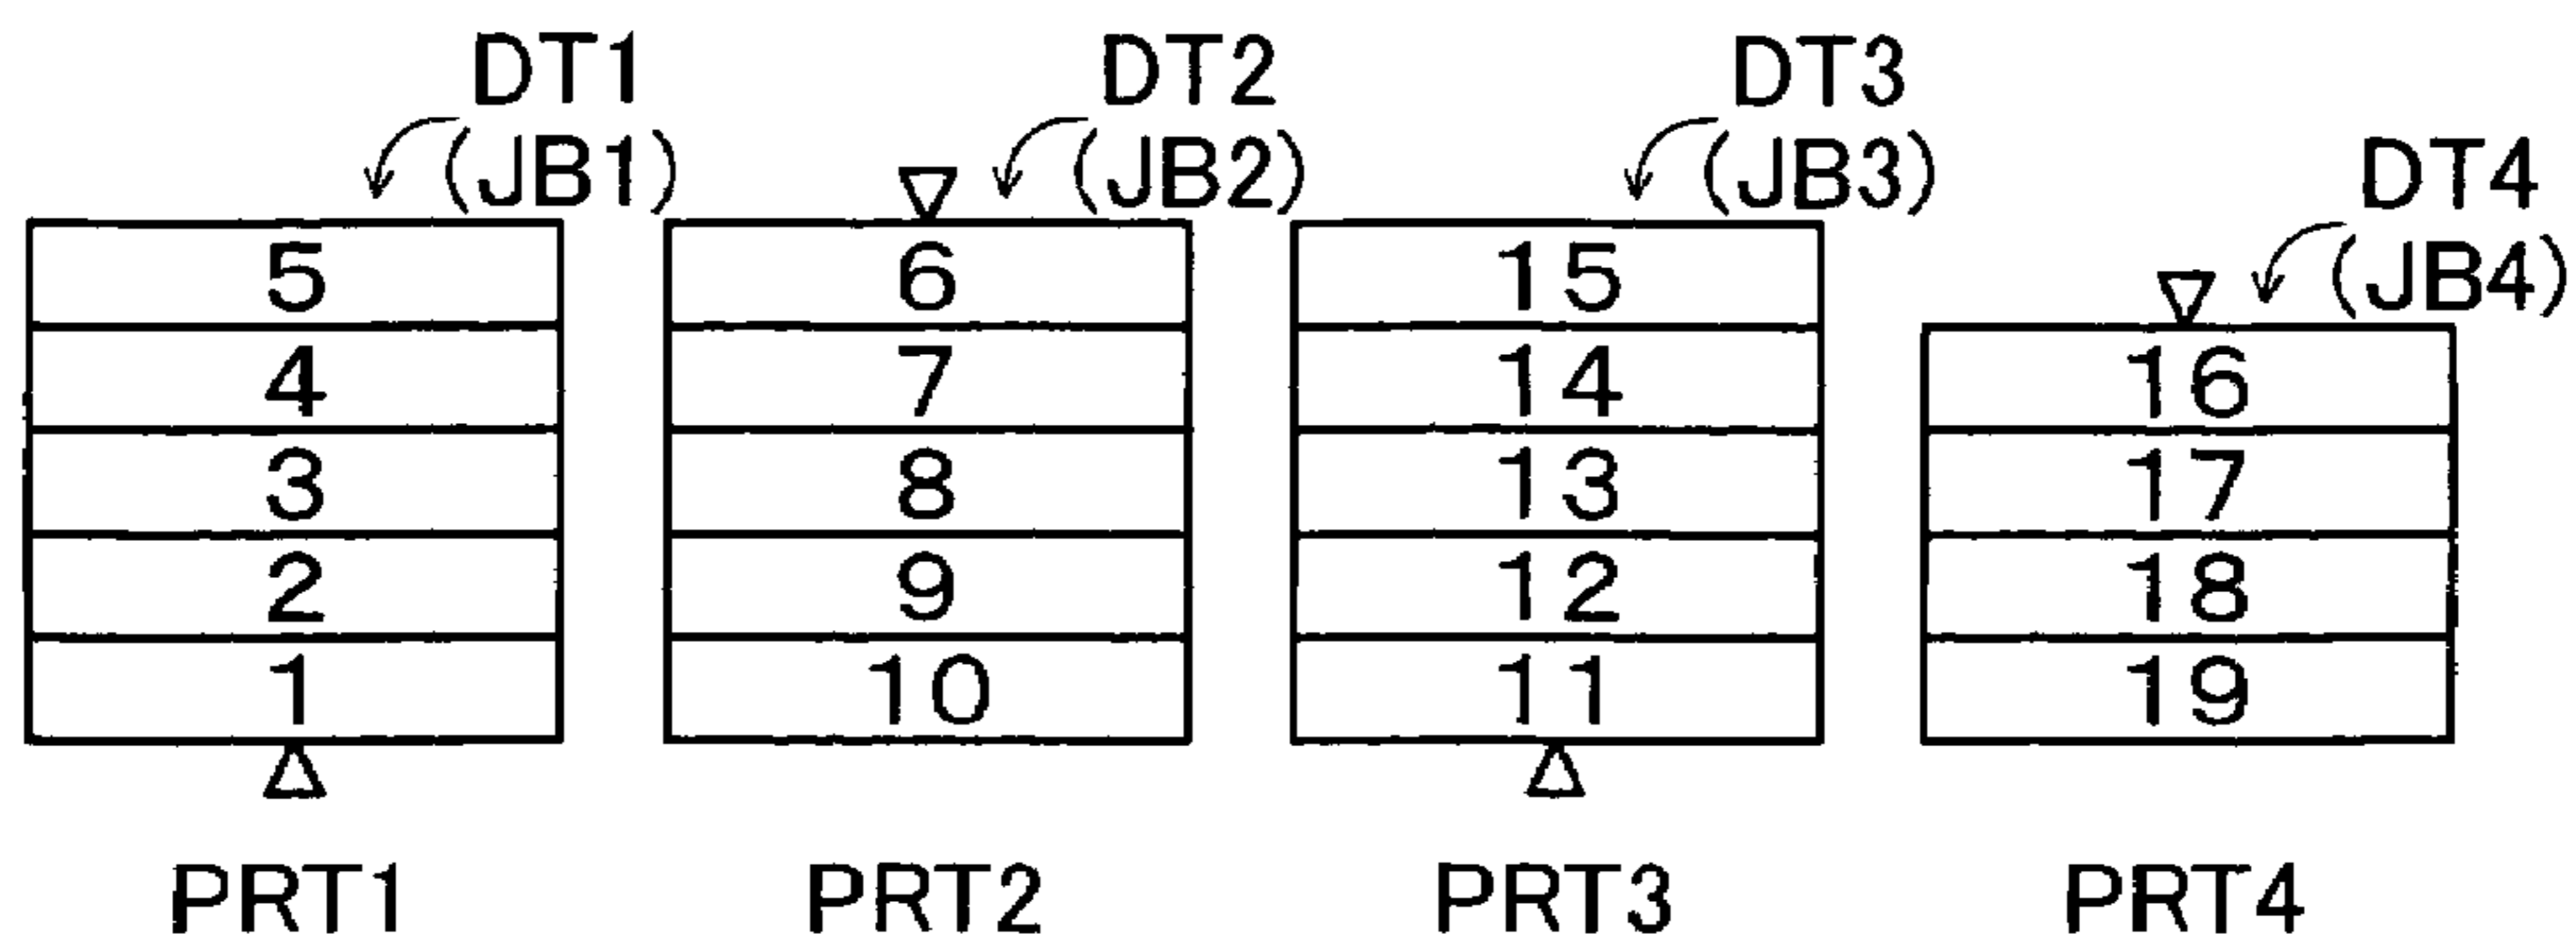 DT1 DT2 DT3
(JB1) (JB2) (JB3) DT4
(JB4)
5 6 15
4 7 14 16
3 8 13 17
2 9 12 18
1 10 11 19
PRT1 PRT2 PRT3 PRT4